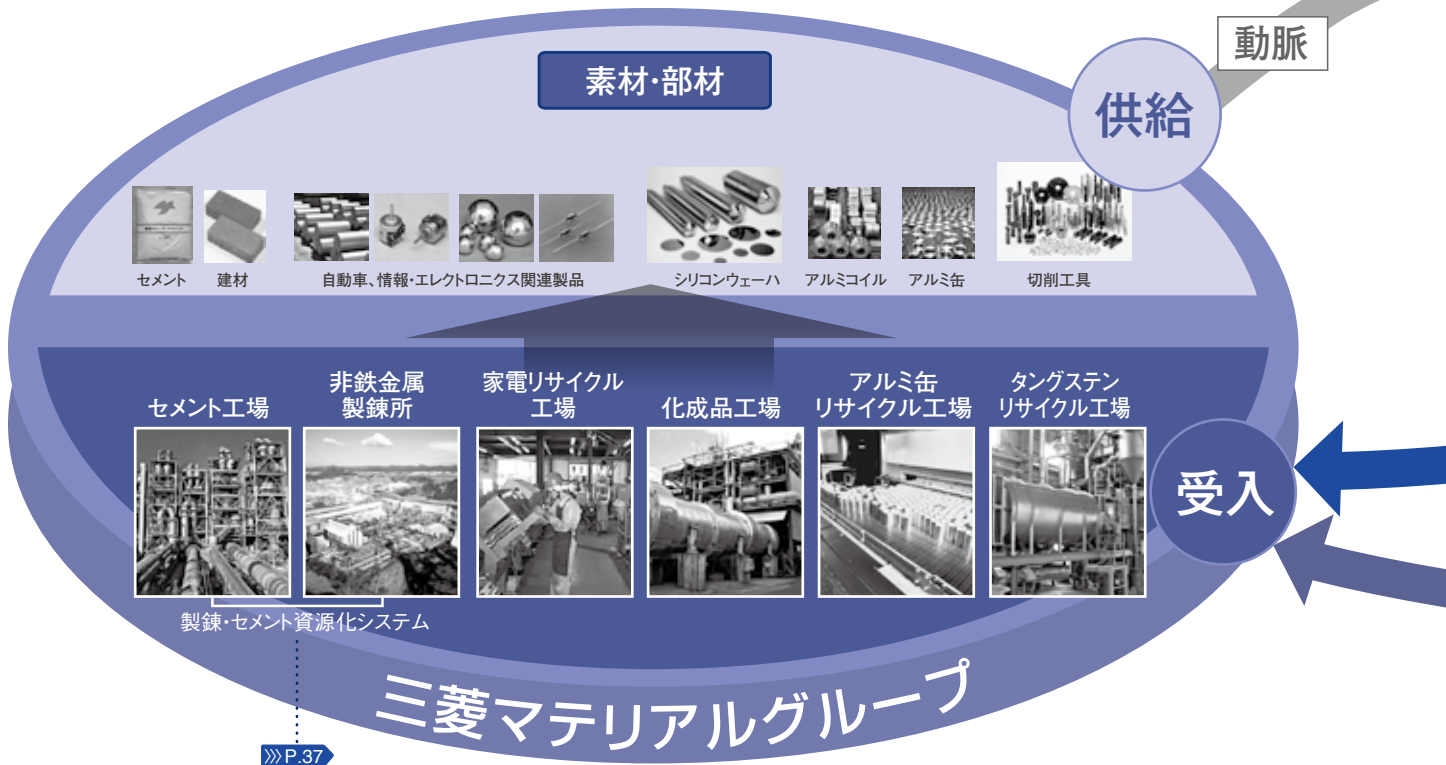 動脈
供給
素材・部材
セメント
建材
自動車、情報・エレクトロニクス関連製品
シリコンウェーハ
アルミコイル
アルミ缶
切削工具
セメント工場
非鉄金属
製錬所
家電リサイクル
工場
化成品工場
アルミ缶
リサイクル工場
タングステン
リサイクル工場
受入
製錬・セメント資源化システム
三菱マテリアルグループ
>>> P.37